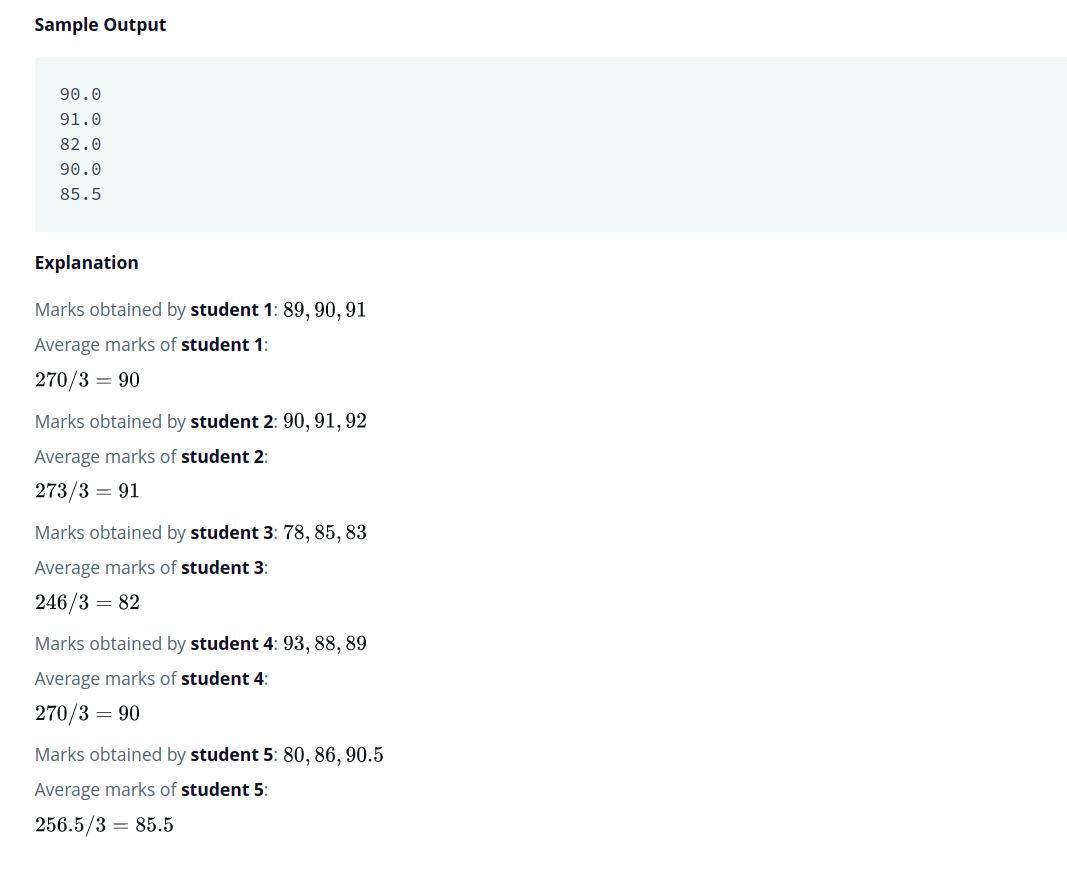 Sample Output
90.0
91.0
82.0
90.0
85.5
Explanation
Marks obtained by student 1: 89, 90, 91
Average marks of student 1:
270/3 = 90
Marks obtained by student 2: 90, 91, 92
Average marks of student 2:
273/3 = 91
Marks obtained by student 3: 78, 85, 83
Average marks of student 3:
246/3 = 82
Marks obtained by student 4: 93, 88, 89
Average marks of student 4:
270/3 = 90
Marks obtained by student 5: 80, 86, 90.5
Average marks of student 5:
256.5/3 = 85.5